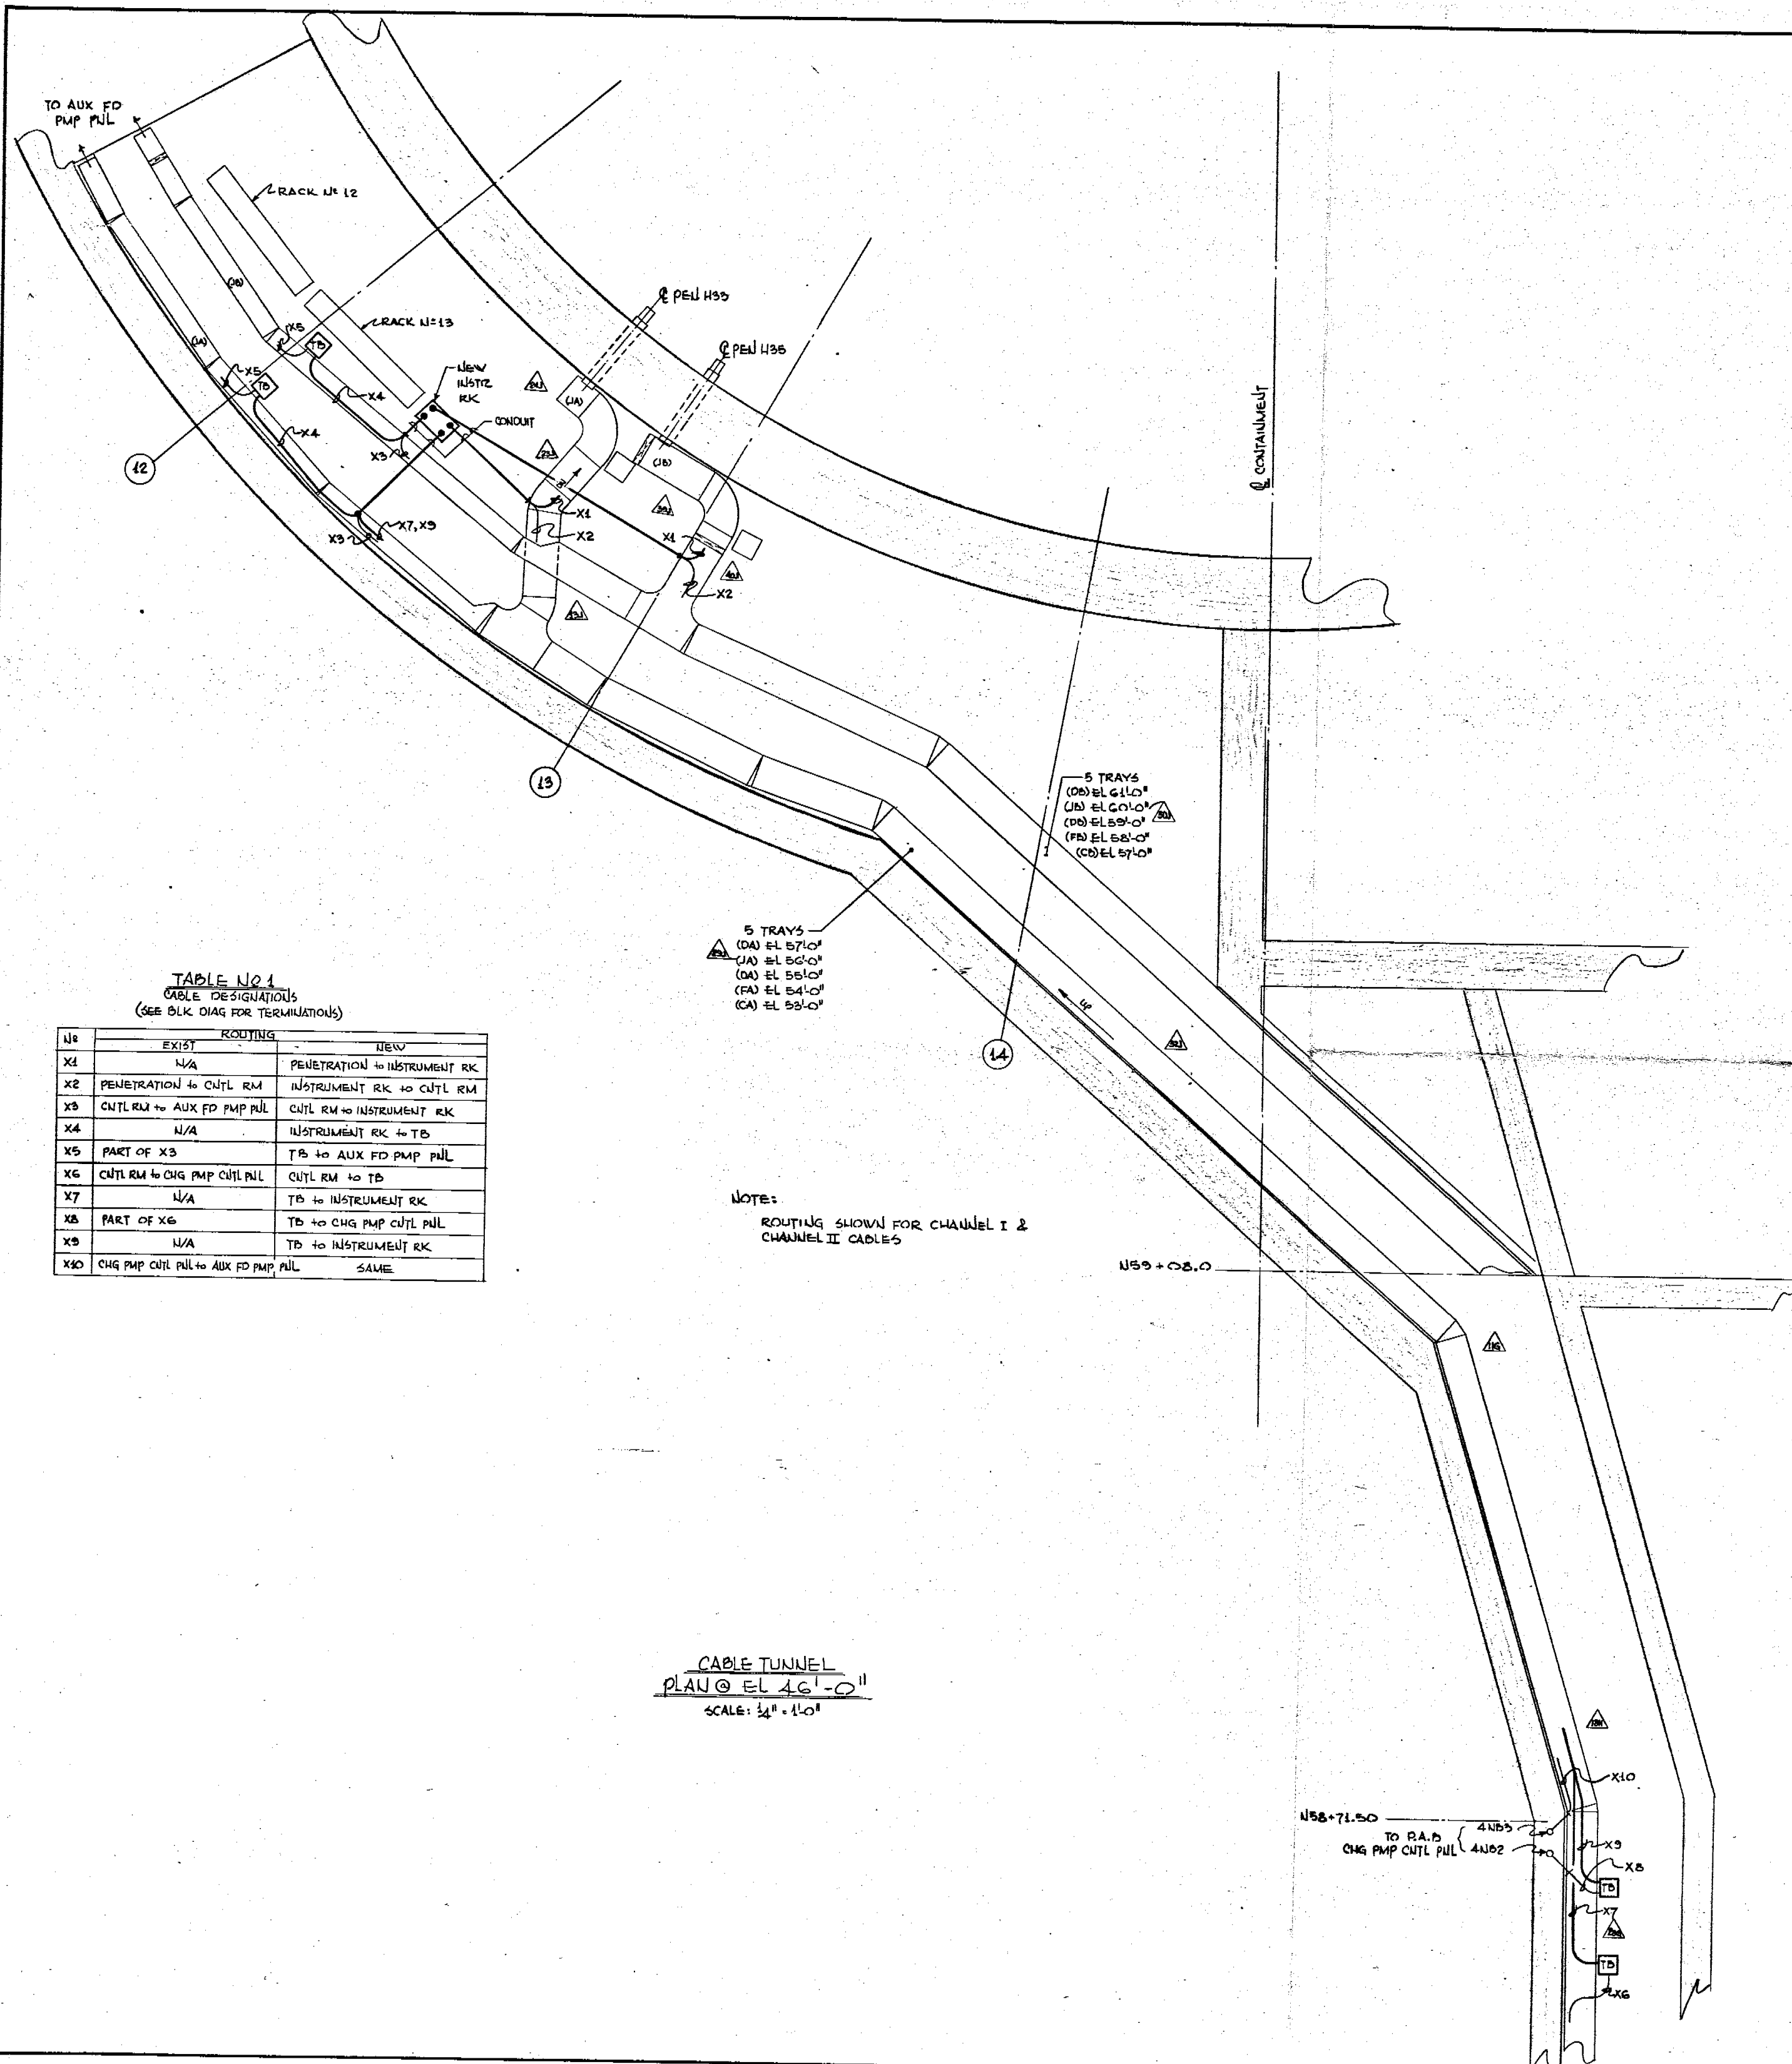 TO AUX FD
PMP PNL
RACK Nº 12
RACK Nº 13
(JB)
(JA)
X5
TB
X5
TB
X4
X4
NEW
INSTR
RK
CONDUIT
X3
X3
X7, X9
12
℄ PEN H33
℄ PEN H35
(JA)
(JB)
X1
X2
X1
X2
13
℄ CONTAINMENT
5 TRAYS
(DB) EL 61'-0"
(JB) EL 60'-0"
(DB) EL 59'-0"
(FB) EL 58'-0"
(CB) EL 57'-0"
5 TRAYS
(DA) EL 57'-0"
(JA) EL 56'-0"
(DA) EL 55'-0"
(FA) EL 54'-0"
(CA) EL 53'-0"
UP
14
TABLE NO 1
CABLE DESIGNATIONS
(SEE BLK DIAG FOR TERMINATIONS)
Nº ROUTING
EXIST NEW
X1 N/A PENETRATION to INSTRUMENT RK
X2 PENETRATION to CNTL RM INSTRUMENT RK to CNTL RM
X3 CNTL RM to AUX FD PMP PNL CNTL RM to INSTRUMENT RK
X4 N/A INSTRUMENT RK to TB
X5 PART OF X3 TB to AUX FD PMP PNL
X6 CNTL RM to CHG PMP CNTL PNL CNTL RM to TB
X7 N/A TB to INSTRUMENT RK
X8 PART OF X6 TB to CHG PMP CNTL PNL
X9 N/A TB to INSTRUMENT RK
X10 CHG PMP CNTL PNL to AUX FD PMP PNL SAME
NOTE:
ROUTING SHOWN FOR CHANNEL I &
CHANNEL II CABLES
N59+08.0
CABLE TUNNEL
PLAN @ EL 46'-0"
SCALE: 1/4" = 1'-0"
X10
N58+71.50
TO P.A.B
CHG PMP CNTL PNL
4NB3
4NB2
X9
X8
TB
X7
TB
X6